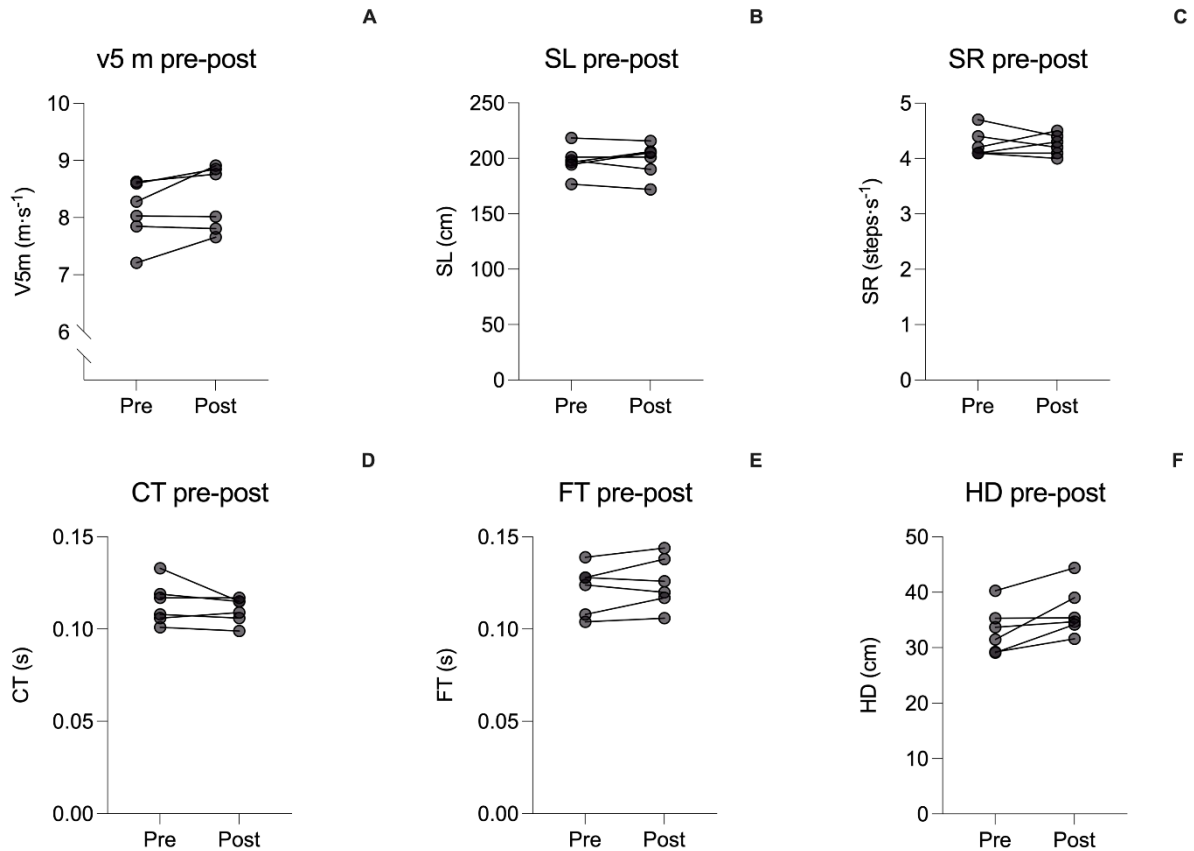 A
v5 m pre-post
V5m (m·s⁻¹)
10
9
8
7
6
Pre Post
B
SL pre-post
SL (cm)
250
200
150
100
50
0
Pre Post
C
SR pre-post
SR (steps·s⁻¹)
5
4
3
2
1
0
Pre Post
D
CT pre-post
CT (s)
0.15
0.10
0.05
0.00
Pre Post
E
FT pre-post
FT (s)
0.15
0.10
0.05
0.00
Pre Post
F
HD pre-post
HD (cm)
50
40
30
20
10
0
Pre Post